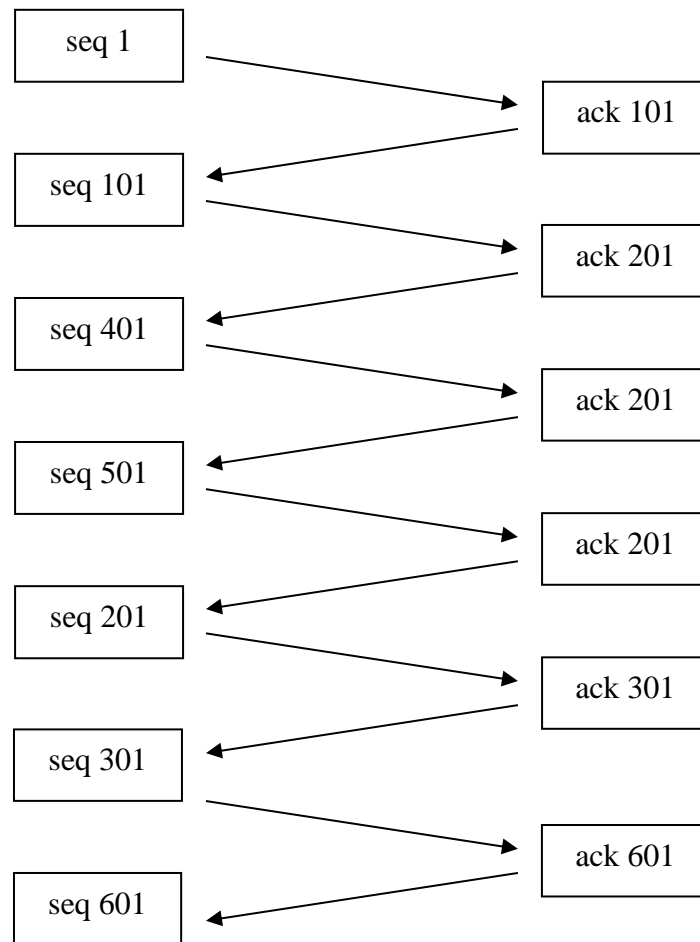 seq 1
ack 101
seq 101
ack 201
seq 401
ack 201
seq 501
ack 201
seq 201
ack 301
seq 301
ack 601
seq 601